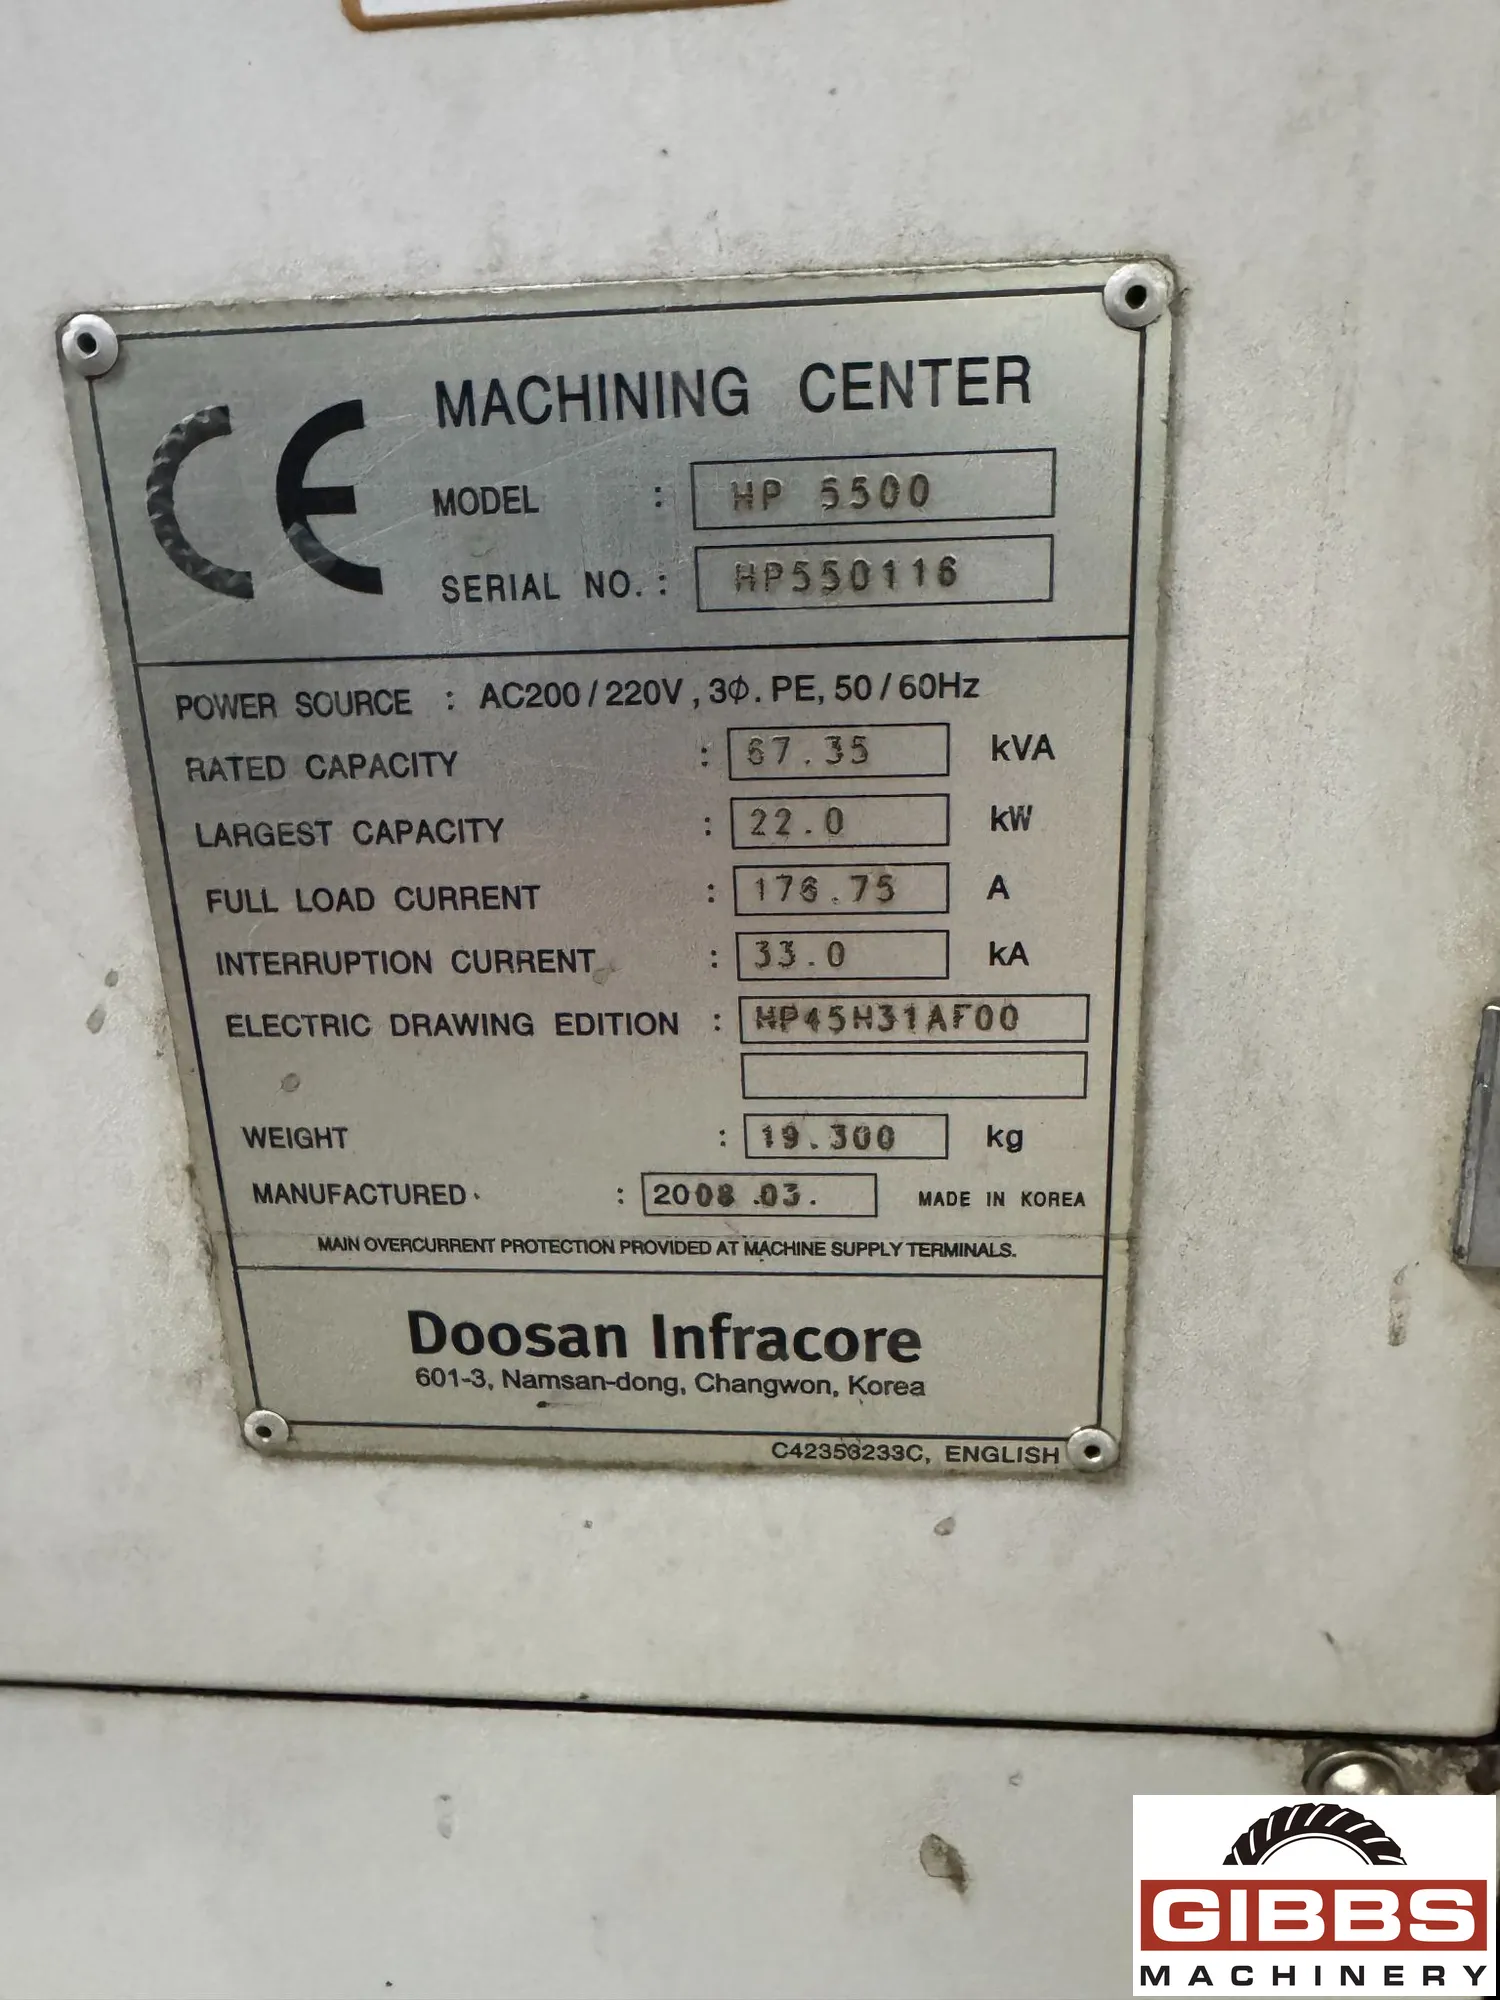 CE
MACHINING CENTER
MODEL : HP 5500
SERIAL NO. : HP550116
POWER SOURCE : AC200 / 220V , 3Φ. PE, 50 / 60Hz
RATED CAPACITY : 67.35 kVA
LARGEST CAPACITY : 22.0 kW
FULL LOAD CURRENT : 176.75 A
INTERRUPTION CURRENT : 33.0 kA
ELECTRIC DRAWING EDITION : HP45H31AF00
WEIGHT : 19.300 kg
MANUFACTURED : 2008 .03. MADE IN KOREA
MAIN OVERCURRENT PROTECTION PROVIDED AT MACHINE SUPPLY TERMINALS.
Doosan Infracore
601-3, Namsan-dong, Changwon, Korea
C42356233C, ENGLISH
GIBBS
MACHINERY